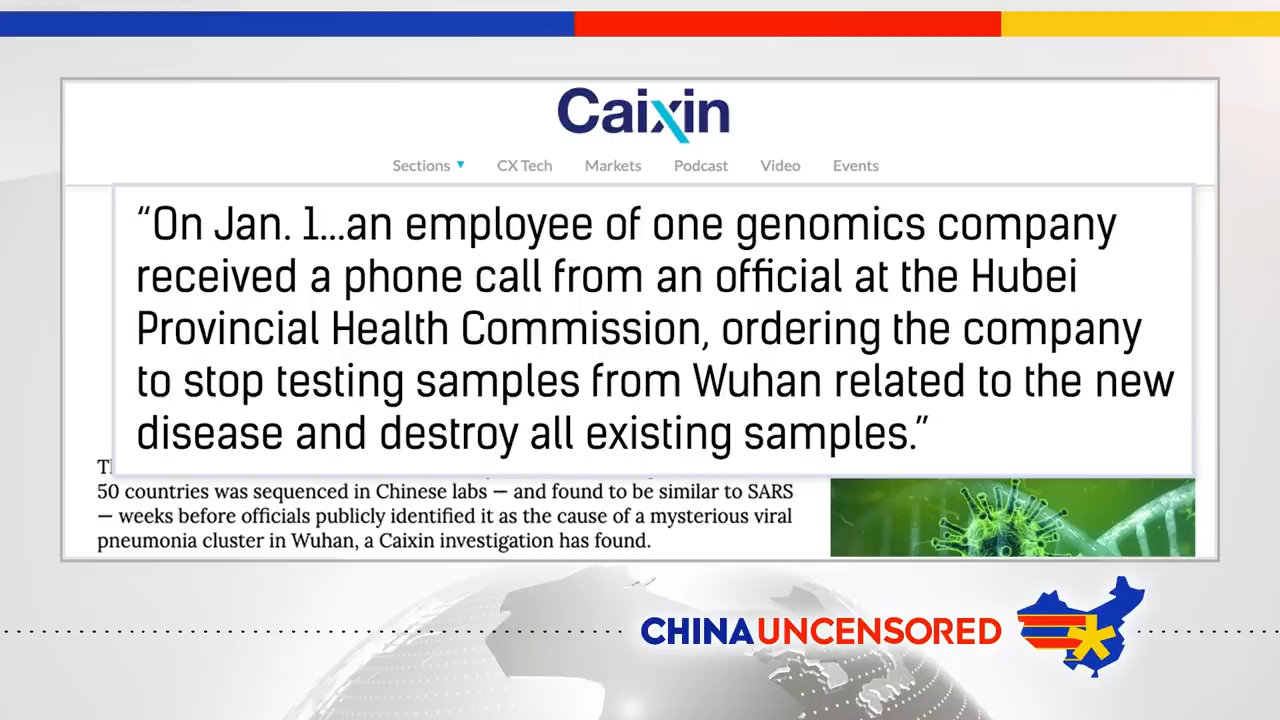 Caixin
Sections CX Tech Markets Podcast Video Events
“On Jan. 1...an employee of one genomics company
received a phone call from an official at the Hubei
Provincial Health Commission, ordering the company
to stop testing samples from Wuhan related to the new
disease and destroy all existing samples.”
50 countries was sequenced in Chinese labs — and found to be similar to SARS
— weeks before officials publicly identified it as the cause of a mysterious viral
pneumonia cluster in Wuhan, a Caixin investigation has found.
CHINA UNCENSORED